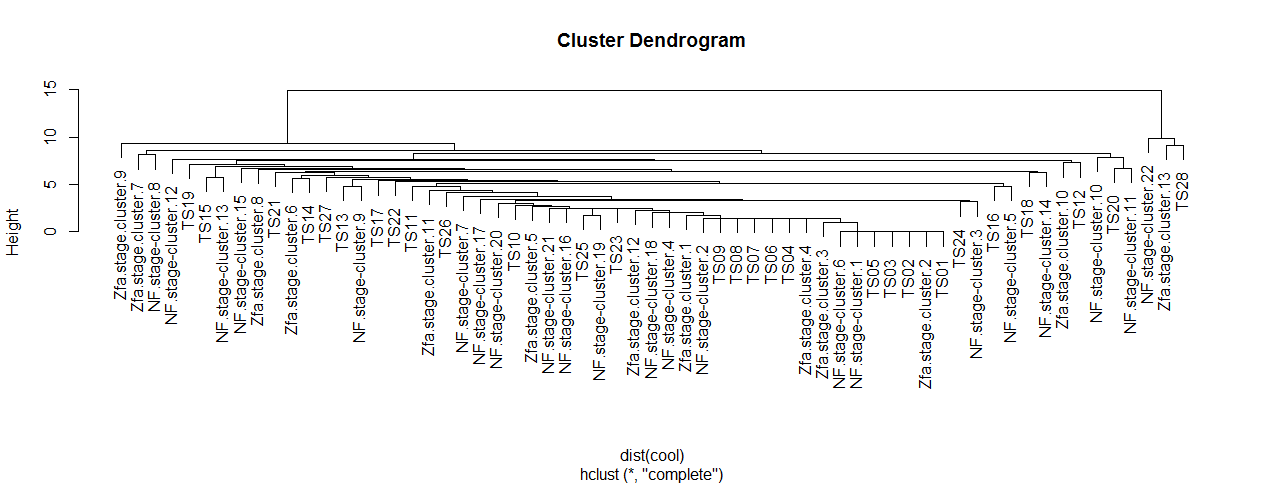 Cluster Dendrogram
Height
15
10
5
0
Zfa.stage.cluster.9
Zfa.stage.cluster.7
NF.stage-cluster.8
NF.stage-cluster.12
TS19
TS15
NF.stage-cluster.13
NF.stage-cluster.15
Zfa.stage.cluster.8
TS21
Zfa.stage.cluster.6
TS14
TS27
TS13
NF.stage-cluster.9
TS17
TS22
TS11
Zfa.stage.cluster.11
TS26
NF.stage-cluster.7
NF.stage-cluster.17
NF.stage-cluster.20
TS10
Zfa.stage.cluster.5
NF.stage-cluster.21
NF.stage-cluster.16
TS25
NF.stage-cluster.19
TS23
Zfa.stage.cluster.12
NF.stage-cluster.18
NF.stage-cluster.4
Zfa.stage.cluster.1
NF.stage-cluster.2
TS09
TS08
TS07
TS06
TS04
Zfa.stage.cluster.4
Zfa.stage.cluster.3
NF.stage-cluster.6
NF.stage-cluster.1
TS05
TS03
TS02
Zfa.stage.cluster.2
TS01
TS24
NF.stage-cluster.3
TS16
NF.stage-cluster.5
TS18
NF.stage-cluster.14
Zfa.stage.cluster.10
TS12
NF.stage-cluster.10
TS20
NF.stage-cluster.11
NF.stage-cluster.22
Zfa.stage.cluster.13
TS28
dist(cool)
hclust (*, "complete")